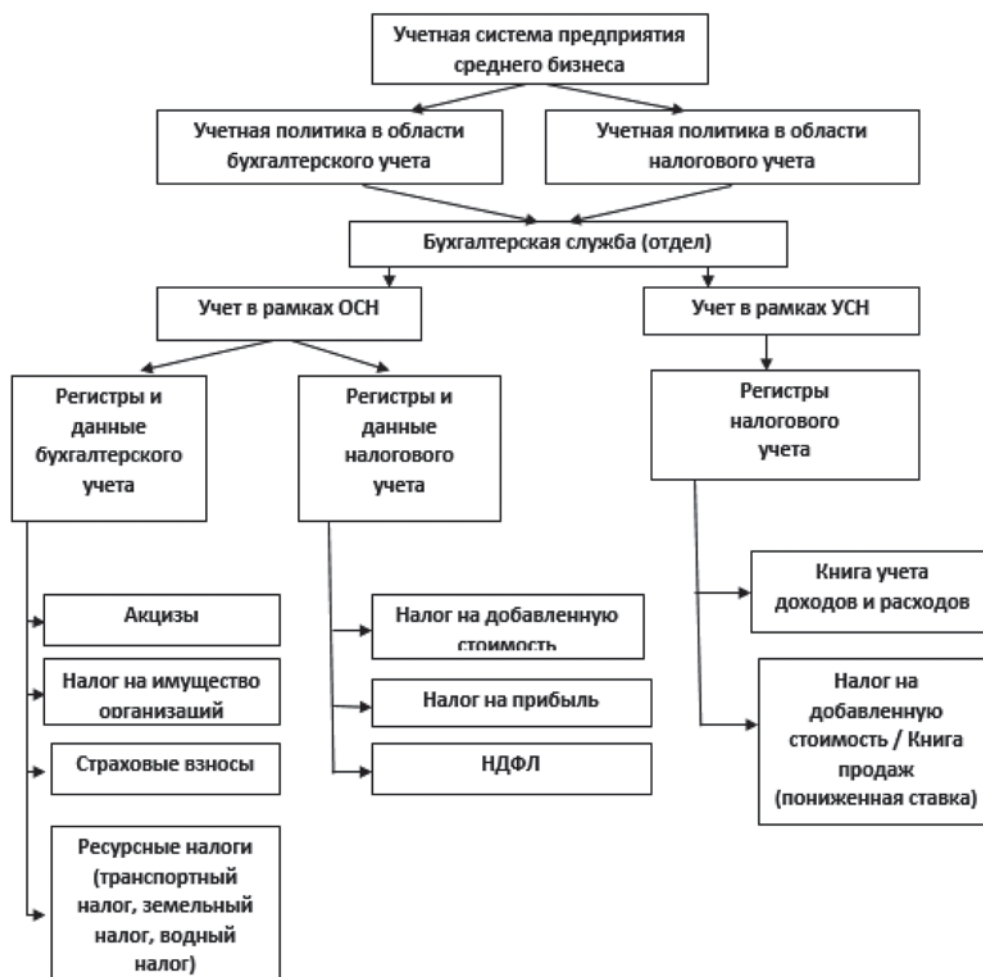 Учетная система предприятия
среднего бизнеса
Учетная политика в области
бухгалтерского учета
Учетная политика в области
налогового учета
Бухгалтерская служба (отдел)
Учет в рамках ОСН
Учет в рамках УСН
Регистры и
данные
бухгалтерского
учета
Регистры и
данные
налогового
учета
Регистры
налогового
учета
Акцизы
Налог на имущество
организаций
Страховые взносы
Ресурсные налоги
(транспортный
налог, земельный
налог, водный
налог)
Налог на добавленную
стоимость
Налог на прибыль
НДФЛ
Книга учета
доходов и расходов
Налог на
добавленную
стоимость / Книга
продаж
(пониженная ставка)